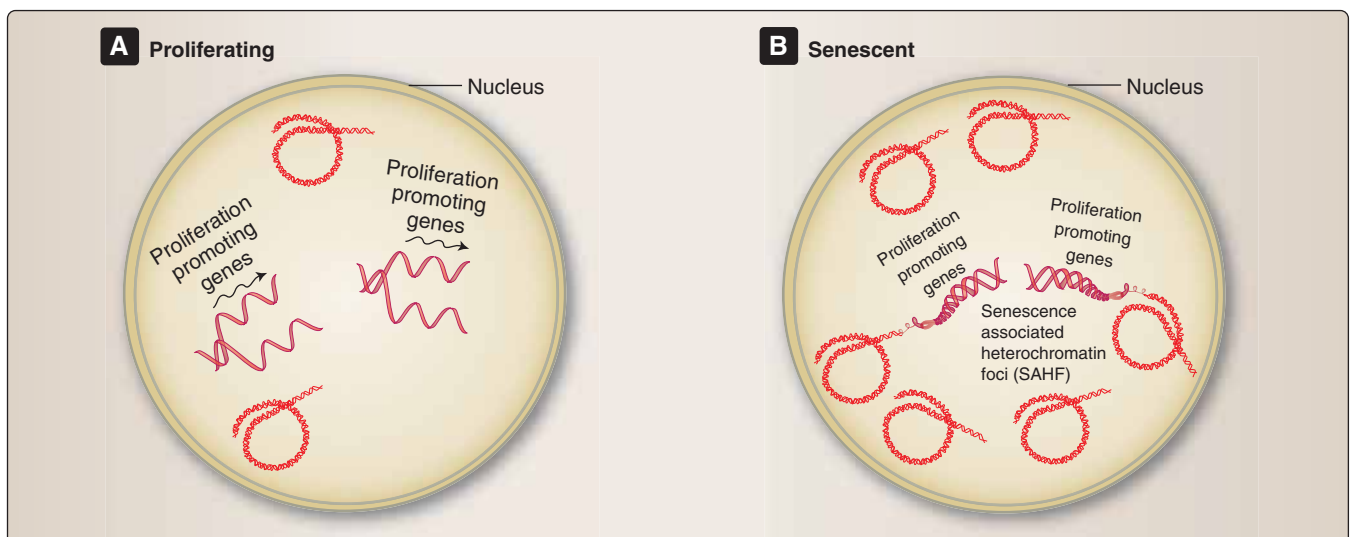 A Proliferating
Nucleus
Proliferation
promoting
genes
Proliferation
promoting
genes
B Senescent
Nucleus
Proliferation
promoting
genes
Proliferation
promoting
genes
Senescence
associated
heterochromatin
foci (SAHF)